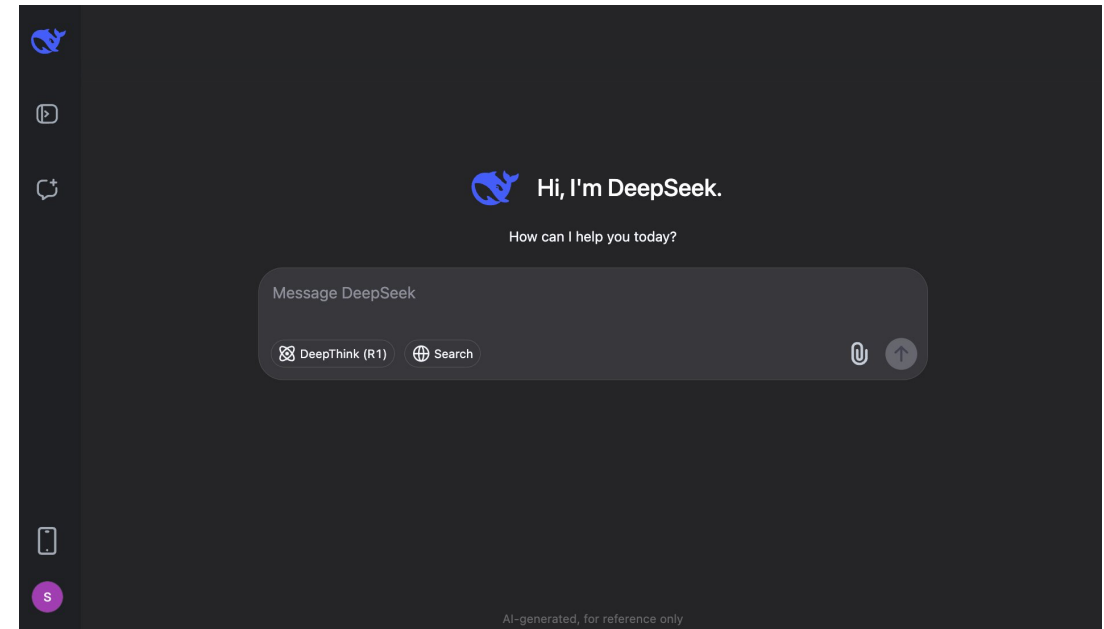 Hi, I'm DeepSeek.
How can I help you today?
Message DeepSeek
DeepThink (R1) Search
S
AI-generated, for reference only